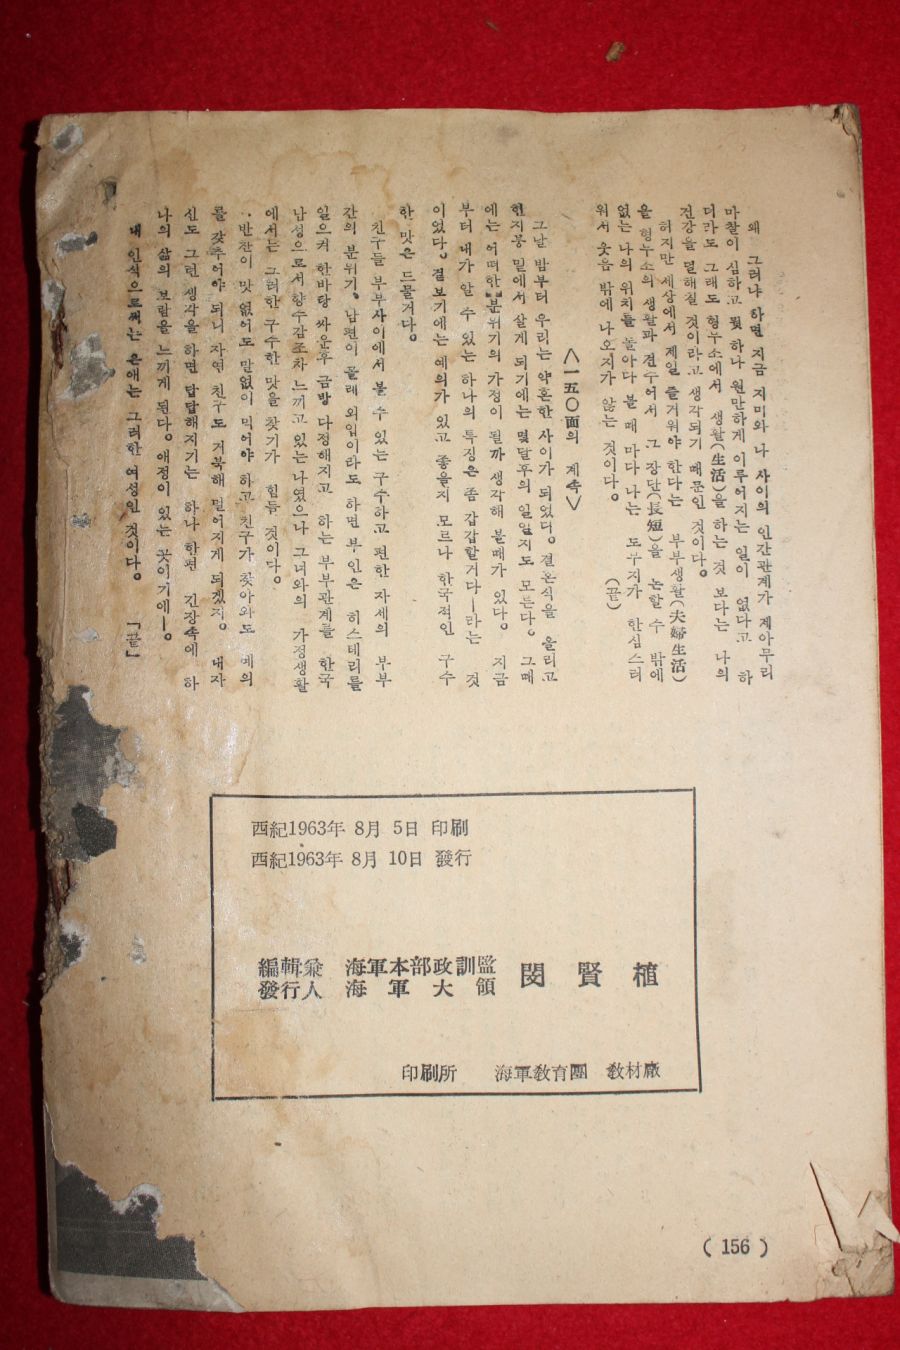 왜 그러냐 하면 지금 지미와 나 사이의 인간관계가 제아무리
마찰이 심하고 뭣 하나 원만하게 이루어지는 일이 없다고 하
더라도 그래도 형누소에서 생활(生活)을 하는 것 보다는 나의
건강을 덜해칠 것이라고 생각되기 때문인 것이다。
허지만 세상에서 제일 즐거워야 한다는 부부생활(夫婦生活)
을 형누소의 생활과 견주어서 그 장단(長短)을 논할 수 밖에
없는 나의 위치를 돌아다 볼 때 마다 나는 도무지가 한심스러
워서 웃음 밖에 나오지가 않는 것이다。 (끝)
〈一五〇面의 계속〉
그날 밤부터 우리는 약혼한 사이가 되었다。결혼식을 올리고
한지붕 밑에서 살게 되기에는 몇달후의 일일지도 모른다。그때
에는 어떠한 분위기의 가정이 될까 생각해 볼때가 있다。 지금
부터 내가 알 수 있는 하나의 특징은 좀 갑갑할거다―라는 것
이었다。겉보기에는 예의가 있고 좋을지 모르나 한국적인 구수
한 맛은 드물거다。
친구들 부부사이에서 볼 수 있는 구수하고 편한 자세의 부부
간의 분위기、남편이 몰래 외입이라도 하면 부인은 히스테리를
일으켜 한바탕 싸운후 금방 다정해지고 하는 부부관계를 한국
남성으로서 향수감조차 느끼고 있는 나였으나 그녀와의 가정생활
에서는 그러한 구수한 맛을 찾기가 힘들 것이다。
반찬이 맛 없어도 말없이 먹어야 하고 친구가 찾아와도 예의
를 갖추어야 되니 자연 친구도 거북해 멀어지게 되겠지。 내자
신도 그런 생각을 하면 답답해지기는 하나 한편 긴장속에 하
나의 삶의 보람을 느끼게 된다。애정이 있는 곳이기에―。
내 인식으로써는 은애는 그러한 여성인 것이다。 「끝」
西紀1963年 8月 5日 印刷
西紀1963年 8月 10日 發行
編輯兼 海軍本部政訓監
發行人 海軍大領 閔賢植
印刷所 海軍敎育團 敎材廠
( 156 )